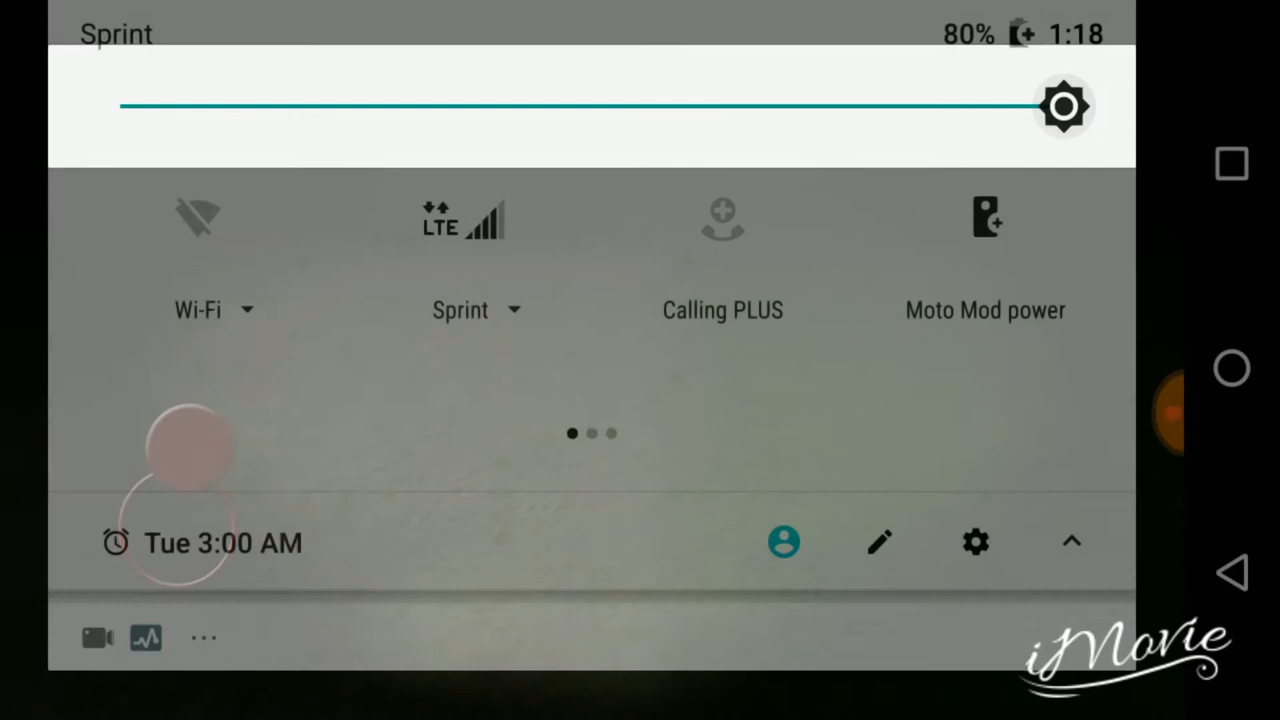 Sprint
80% 1:18
LTE
Wi-Fi
Sprint
Calling PLUS
Moto Mod power
Tue 3:00 AM
iMovie